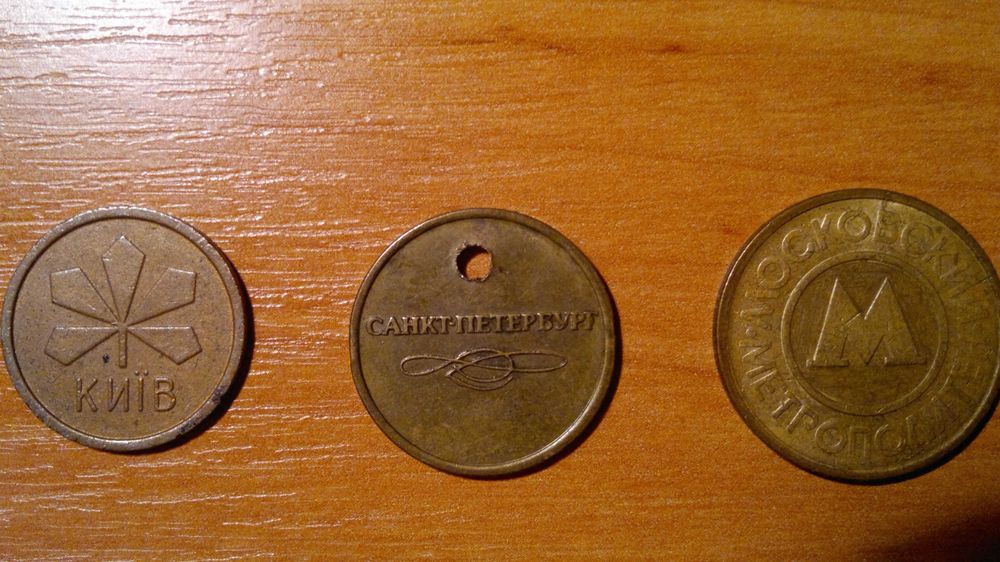 КИЇВ
САНКТ-ПЕТЕРБУРГ
МОСКОВСКИЙ
М
МЕТРОПОЛИТЕН